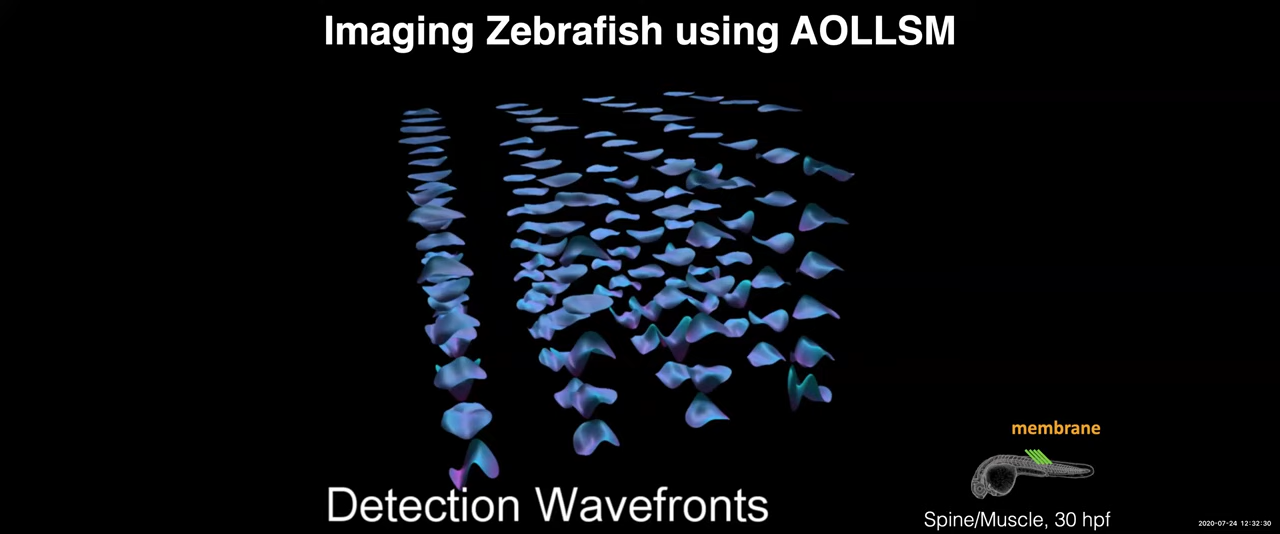 Imaging Zebrafish using AOLLSM
membrane
Detection Wavefronts
Spine/Muscle, 30 hpf
2020-07-24 12:32:30